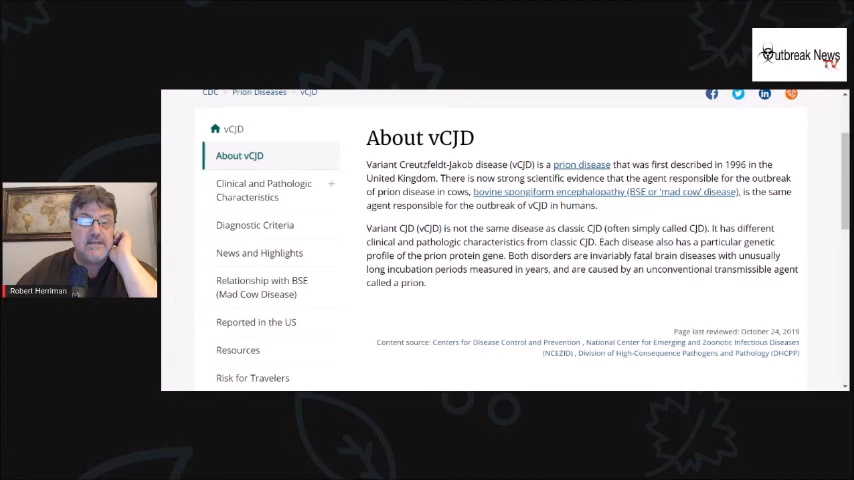 Outbreak News
TV
CDC Prion Diseases vCJD
vCJD
About vCJD
Clinical and Pathologic
Characteristics
Diagnostic Criteria
News and Highlights
Relationship with BSE
(Mad Cow Disease)
Reported in the US
Resources
Risk for Travelers
About vCJD
Variant Creutzfeldt-Jakob disease (vCJD) is a prion disease that was first described in 1996 in the
United Kingdom. There is now strong scientific evidence that the agent responsible for the outbreak
of prion disease in cows, bovine spongiform encephalopathy (BSE or 'mad cow' disease), is the same
agent responsible for the outbreak of vCJD in humans.
Variant CJD (vCJD) is not the same disease as classic CJD (often simply called CJD). It has different
clinical and pathologic characteristics from classic CJD. Each disease also has a particular genetic
profile of the prion protein gene. Both disorders are invariably fatal brain diseases with unusually
long incubation periods measured in years, and are caused by an unconventional transmissible agent
called a prion.
Page last reviewed: October 24, 2019
Content source: Centers for Disease Control and Prevention , National Center for Emerging and Zoonotic Infectious Diseases
(NCEZID) , Division of High-Consequence Pathogens and Pathology (DHCPP)
Robert Herriman